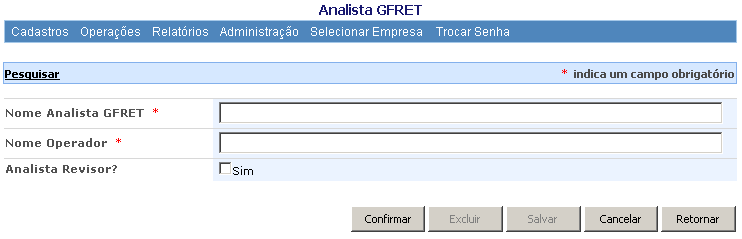 Analista GFRET
Cadastros Operações Relatórios Administração Selecionar Empresa Trocar Senha
Pesquisar * indica um campo obrigatório
Nome Analista GFRET *
Nome Operador *
Analista Revisor? Sim
Confirmar Excluir Salvar Cancelar Retornar